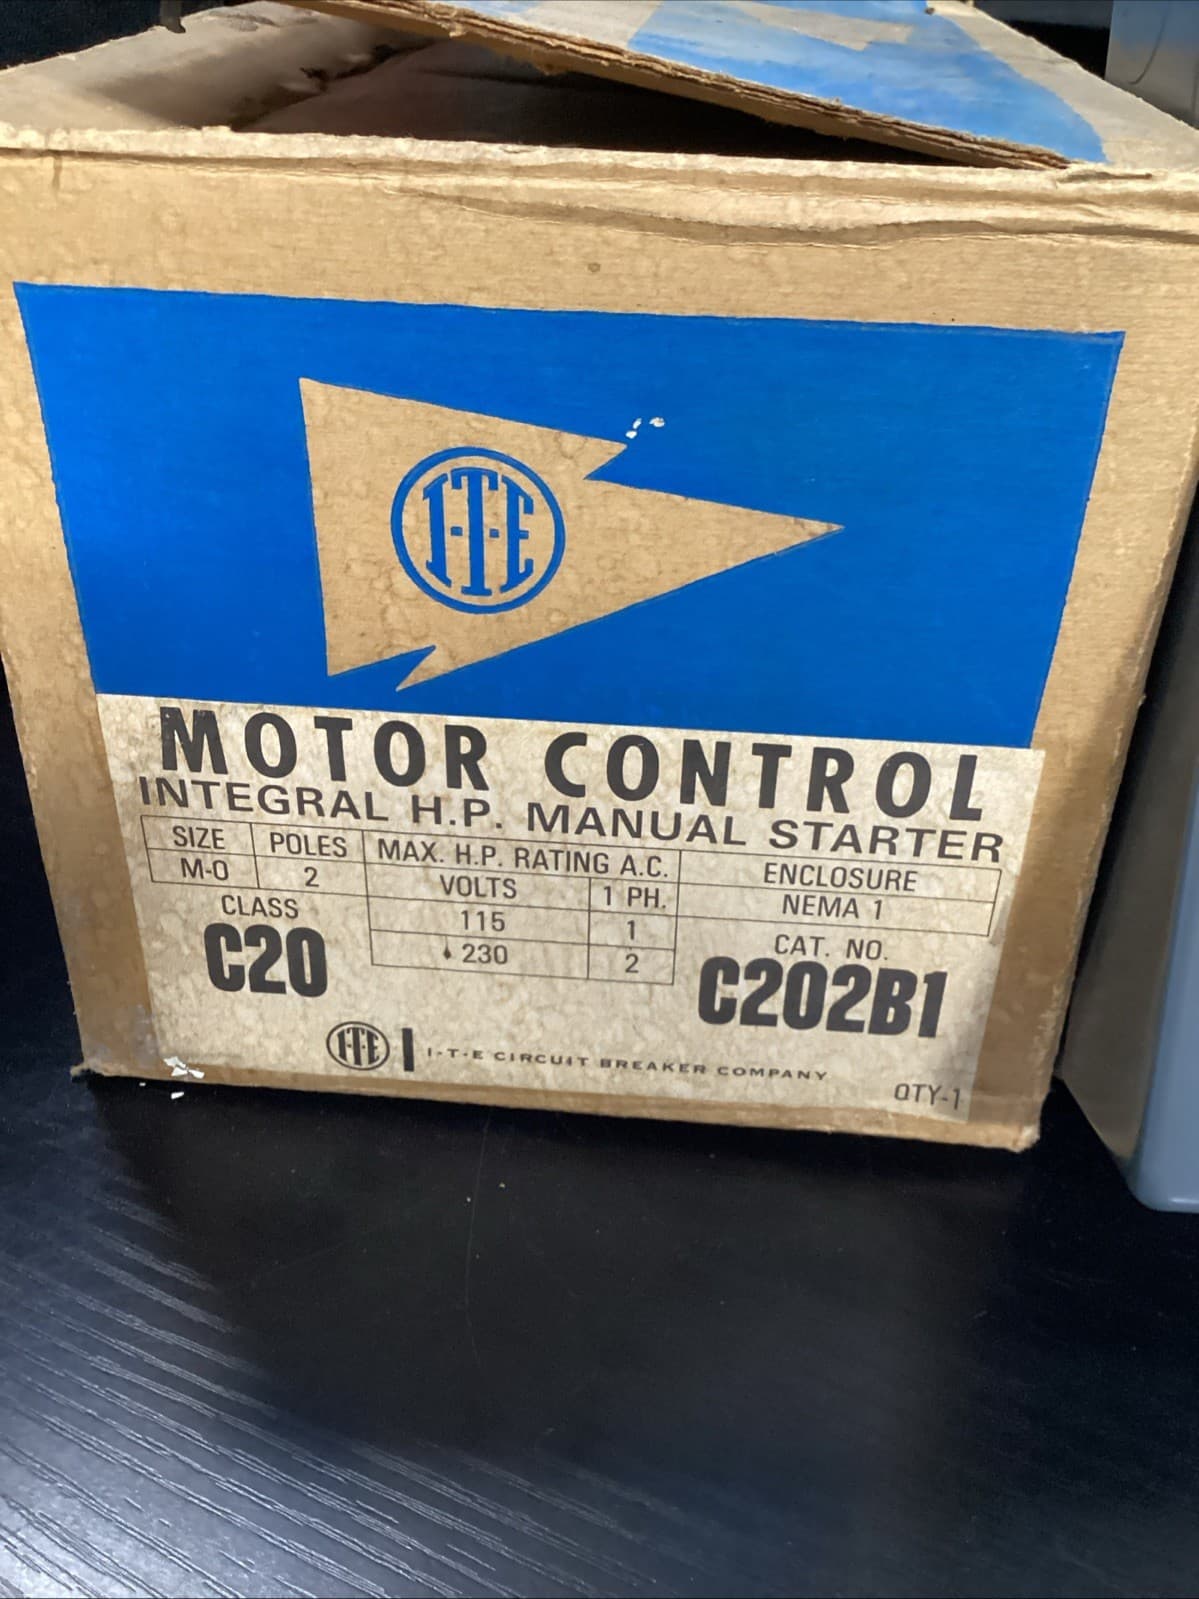 I-T-E
MOTOR CONTROL
INTEGRAL H.P. MANUAL STARTER
SIZE POLES MAX. H.P. RATING A.C. ENCLOSURE
M-0 2 VOLTS 1 PH. NEMA 1
CLASS 115 1 CAT. NO.
C20 230 2 C202B1
I-T-E I-T-E CIRCUIT BREAKER COMPANY
QTY-1